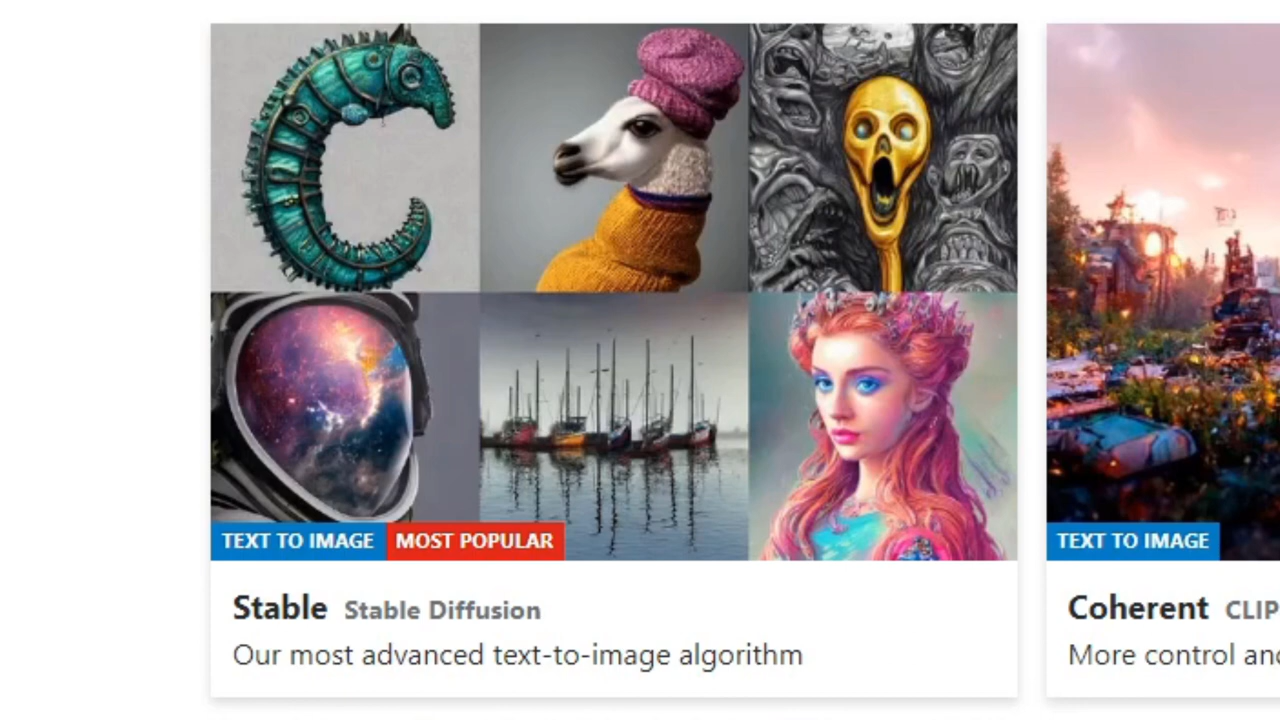 TEXT TO IMAGE MOST POPULAR
Stable Stable Diffusion
Our most advanced text-to-image algorithm
TEXT TO IMAGE
Coherent CLIP
More control and